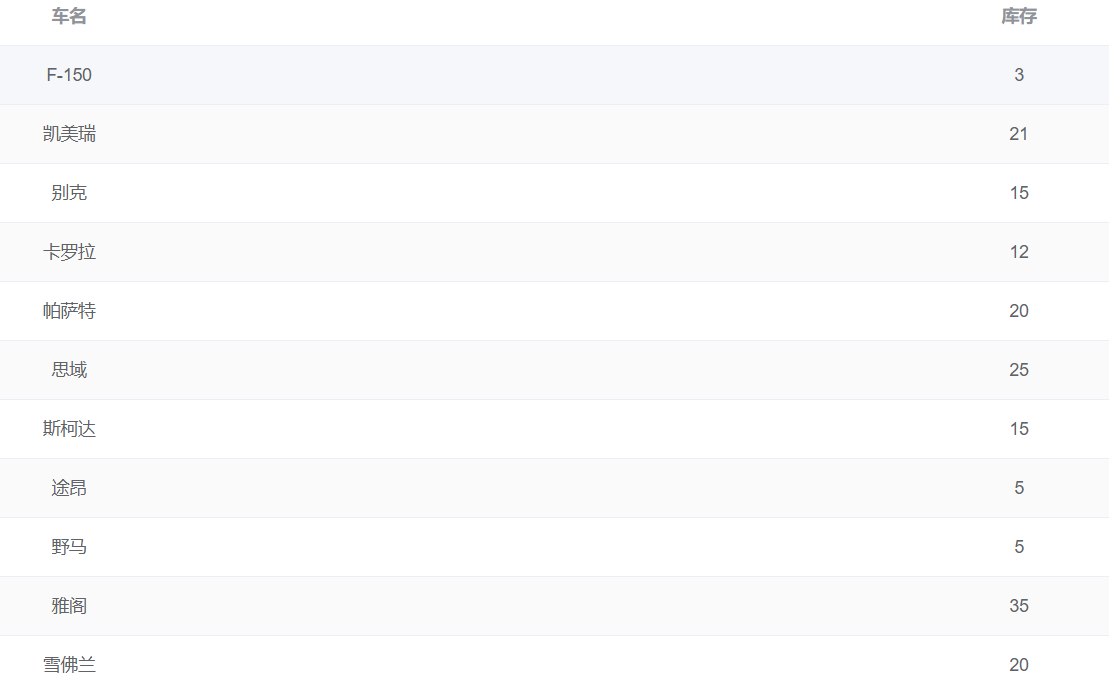 车名 库存
F-150 3
凯美瑞 21
别克 15
卡罗拉 12
帕萨特 20
思域 25
斯柯达 15
途昂 5
野马 5
雅阁 35
雪佛兰 20